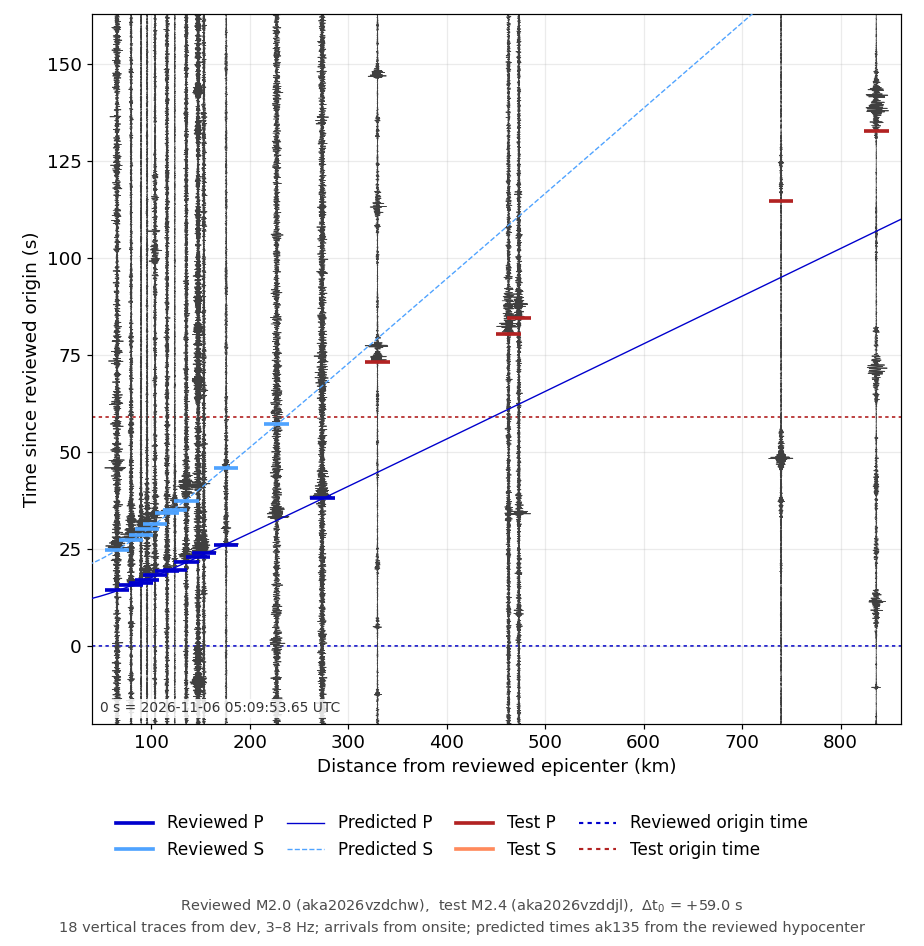 150
125
100
75
50
25
0
Time since reviewed origin (s)
0 s = 2026-11-06 05:09:53.65 UTC
100 200 300 400 500 600 700 800
Distance from reviewed epicenter (km)
Reviewed P Predicted P Test P Reviewed origin time
Reviewed S Predicted S Test S Test origin time
Reviewed M2.0 (aka2026vzdchw), test M2.4 (aka2026vzddjl), Δt₀ = +59.0 s
18 vertical traces from dev, 3–8 Hz; arrivals from onsite; predicted times ak135 from the reviewed hypocenter